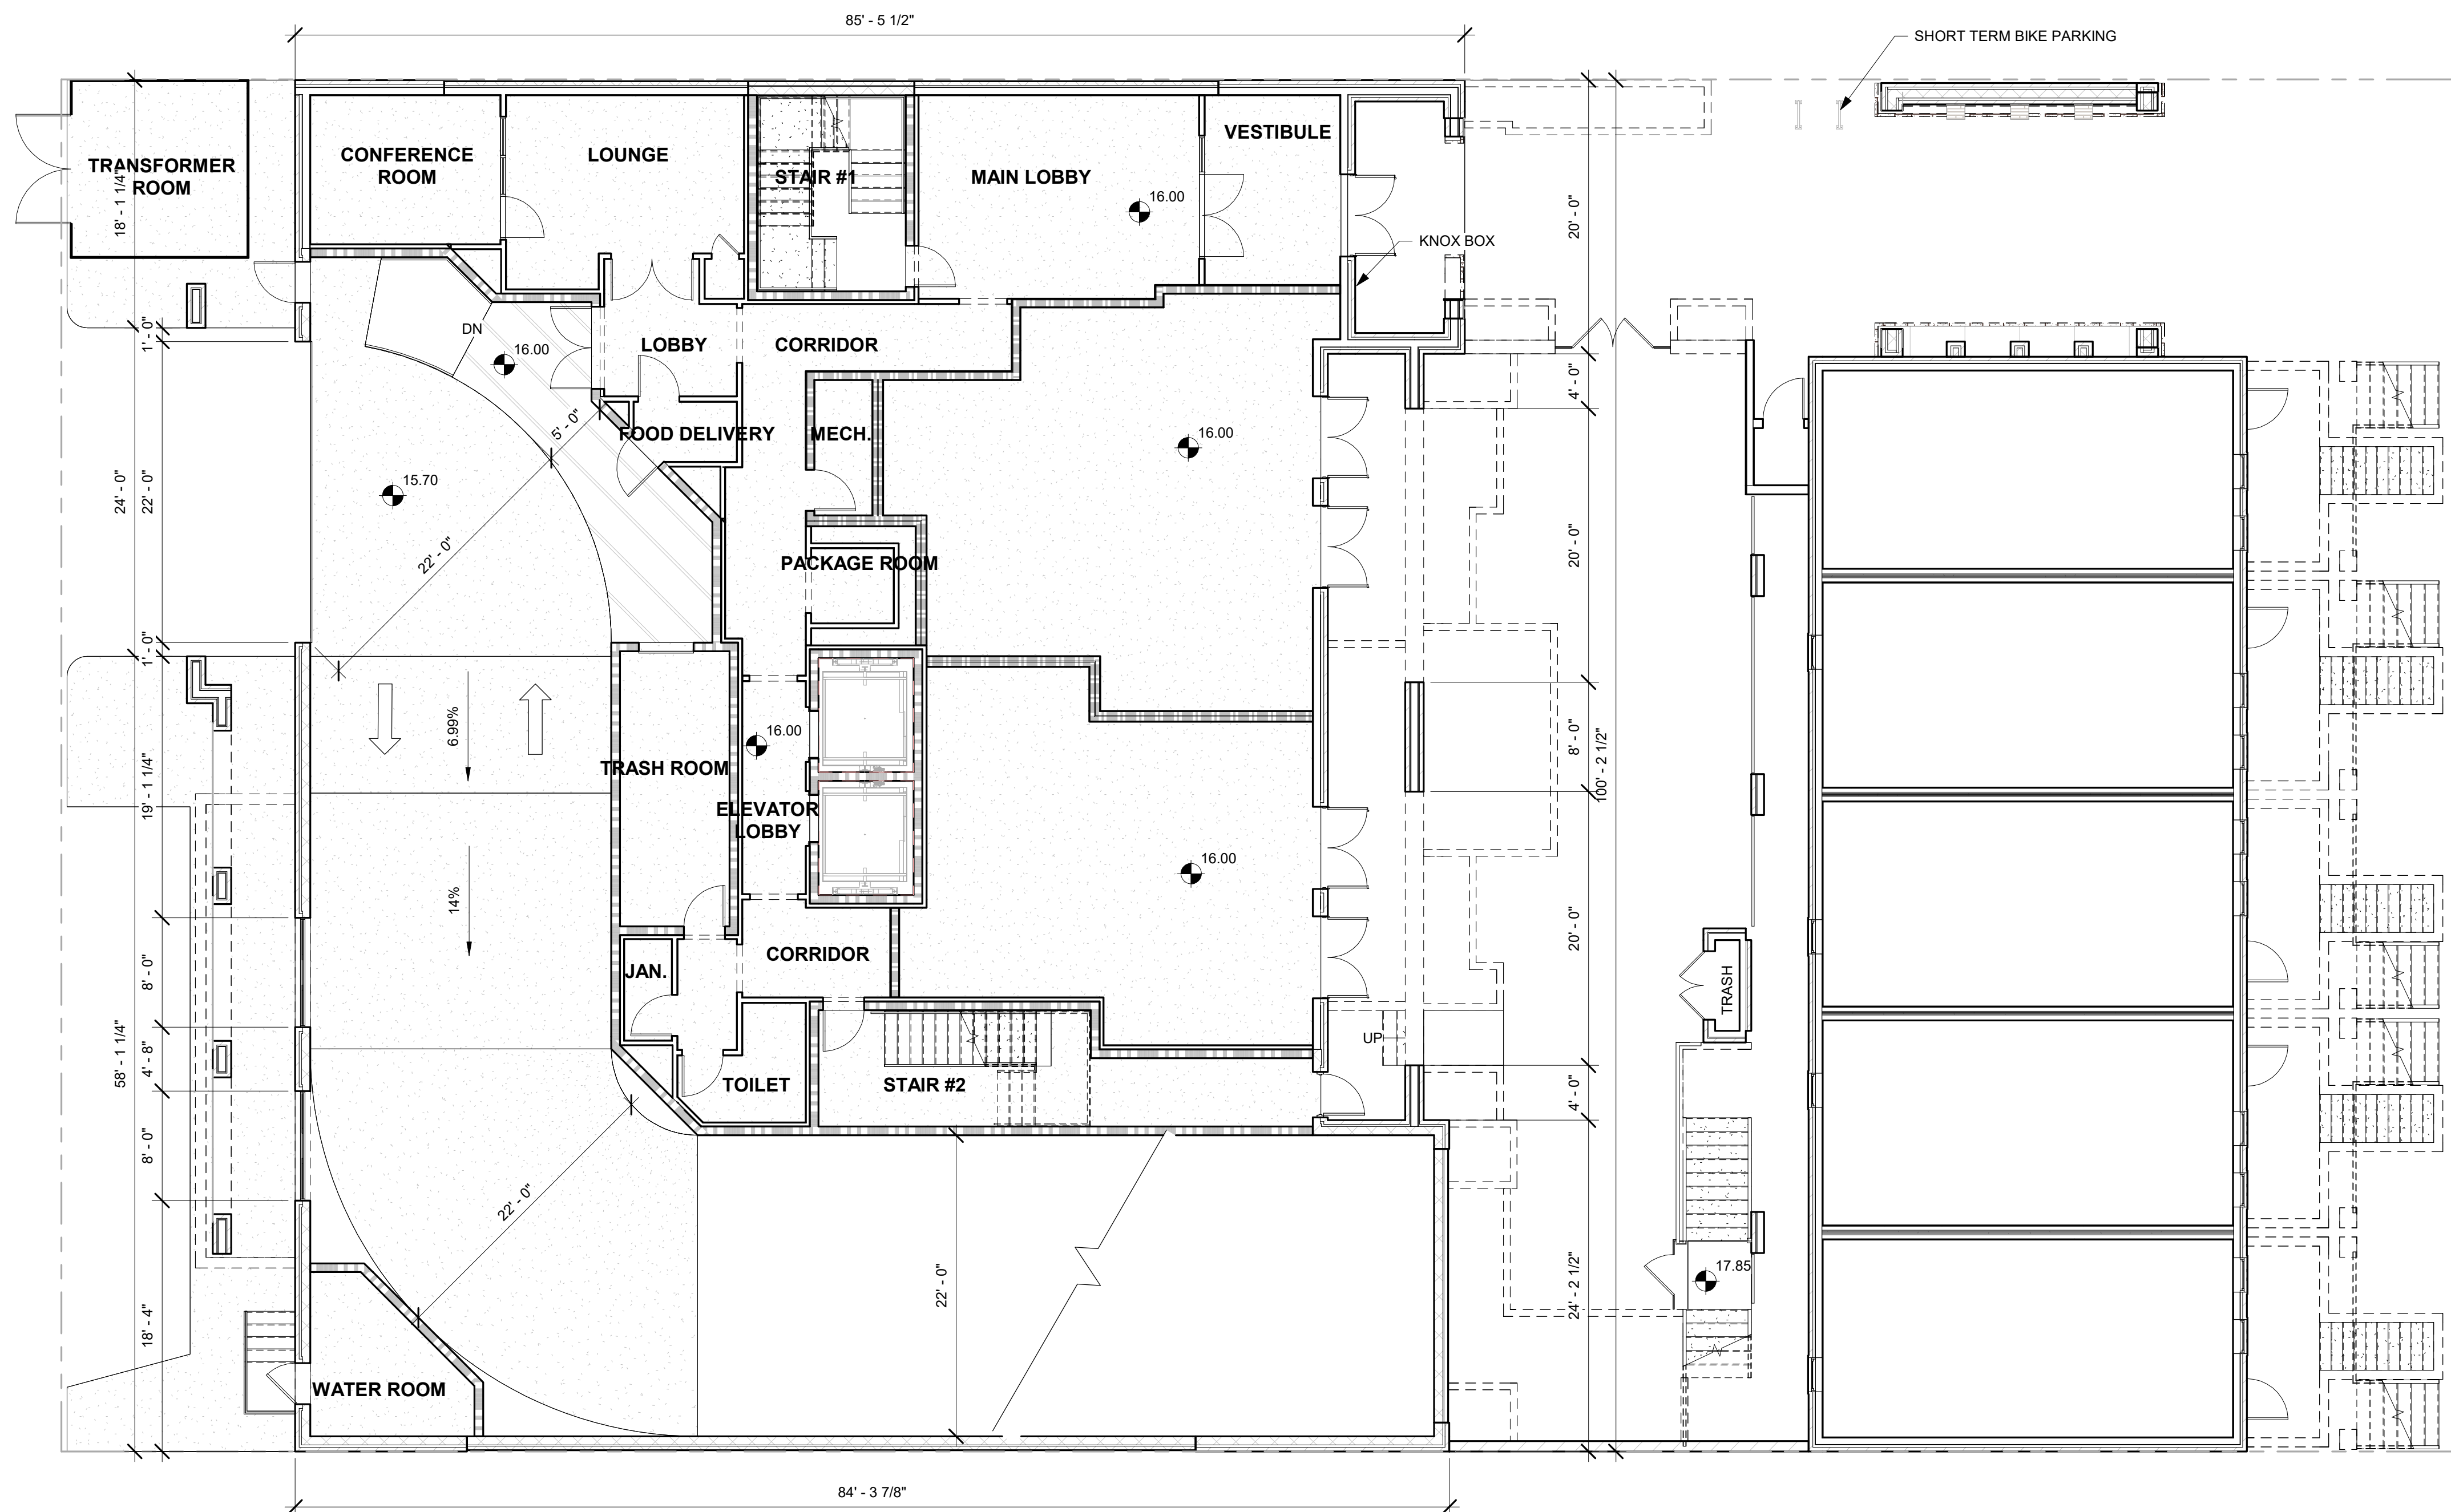 85' - 5 1/2"
SHORT TERM BIKE PARKING
TRANSFORMER
ROOM
18' - 1 1/4"
CONFERENCE
ROOM
LOUNGE
STAIR #1
MAIN LOBBY
16.00
VESTIBULE
KNOX BOX
20' - 0"
1' - 0"
DN
16.00
LOBBY
CORRIDOR
4' - 0"
5' - 0"
FOOD DELIVERY
MECH.
16.00
24' - 0"
22' - 0"
15.70
22' - 0"
PACKAGE ROOM
20' - 0"
1' - 0"
6.99%
16.00
TRASH ROOM
ELEVATOR
LOBBY
19' - 1 1/4"
8' - 0"
100' - 2 1/2"
16.00
14%
20' - 0"
CORRIDOR
JAN.
8' - 0"
TRASH
UP
58' - 1 1/4"
4' - 8"
TOILET
STAIR #2
4' - 0"
8' - 0"
22' - 0"
22' - 0"
24' - 2 1/2"
17.85
18' - 4"
WATER ROOM
84' - 3 7/8"